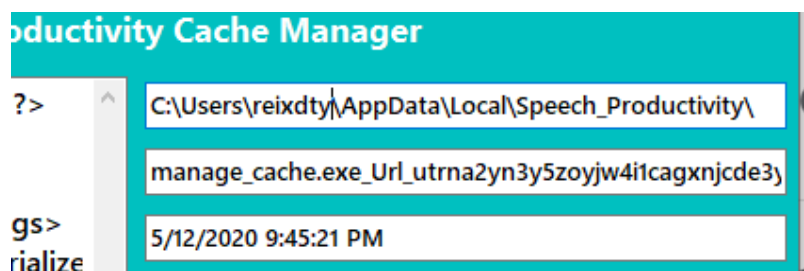 oductivity Cache Manager
?>
C:\Users\reixdty\AppData\Local\Speech_Productivity\
manage_cache.exe_Url_utrna2yn3y5zoyjw4i1cagxnjcde3y
gs>
5/12/2020 9:45:21 PM
rialize